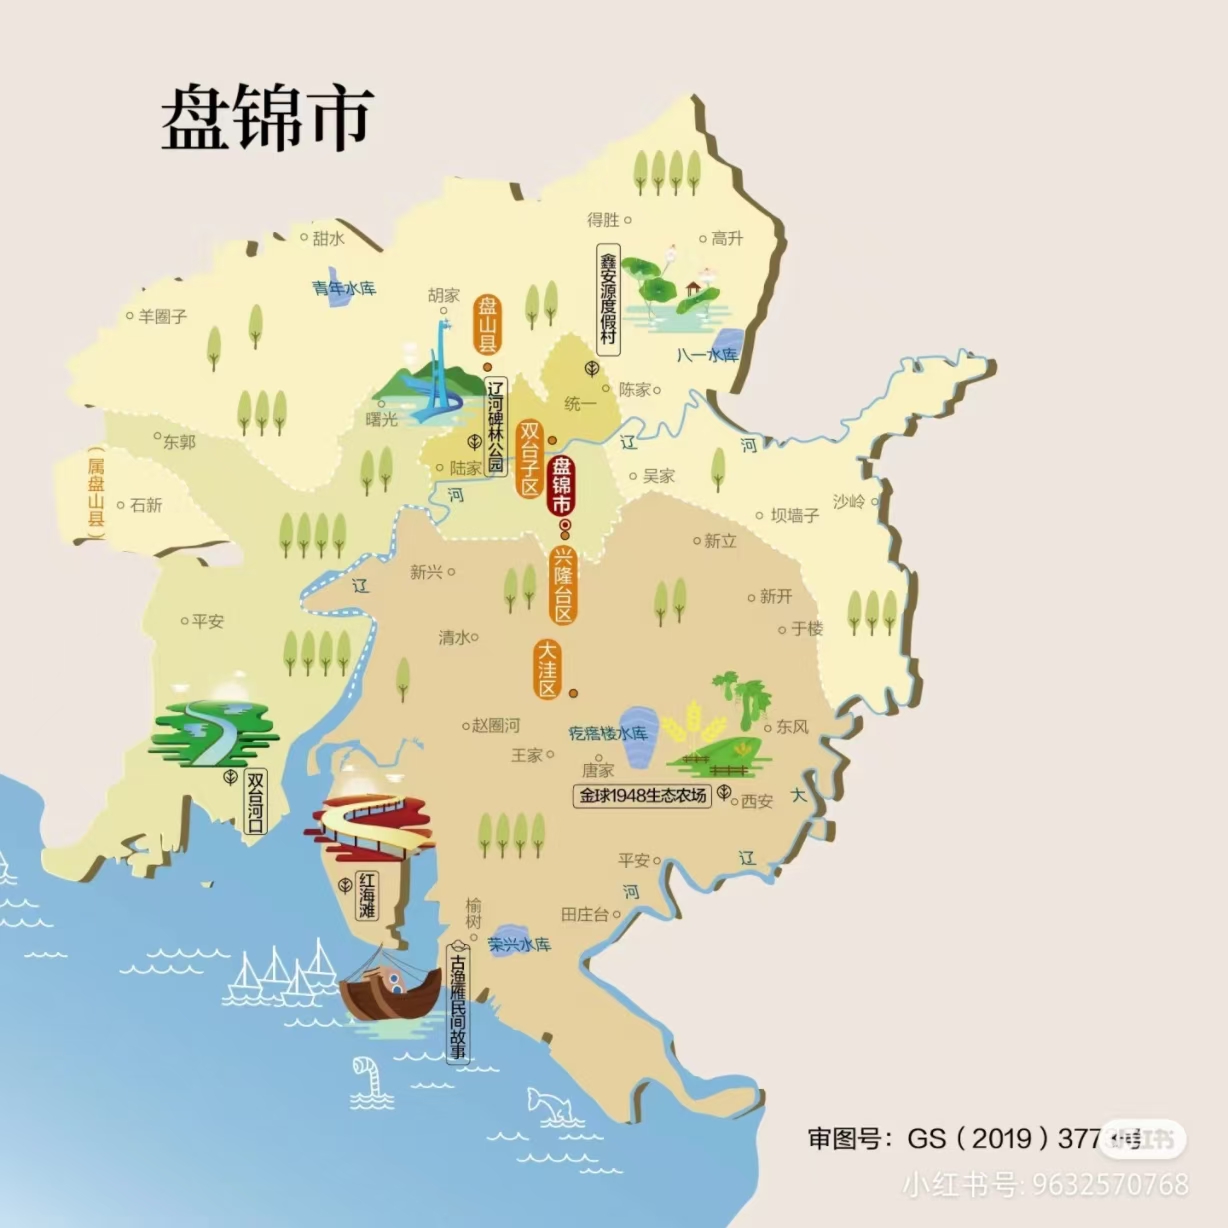 盘锦市
得胜
高升
甜水
鑫安源度假村
青年水库
胡家
盘山县
羊圈子
八一水库
辽河碑林公园
陈家
统一
曙光
双台子区
辽
河
东郭
陆家
盘锦市
吴家
河
（属盘山县）
石新
沙岭
坝墙子
新立
兴隆台区
新兴
辽
新开
平安
于楼
清水
大洼区
赵圈河
东风
疙瘩楼水库
王家
唐家
双台河口
金球1948生态农场
西安
大
平安
辽
红海滩
河
榆树
田庄台
荣兴水库
古渔雁民间故事
审图号：GS（2019）377
号
小红书
小红书号: 9632570768